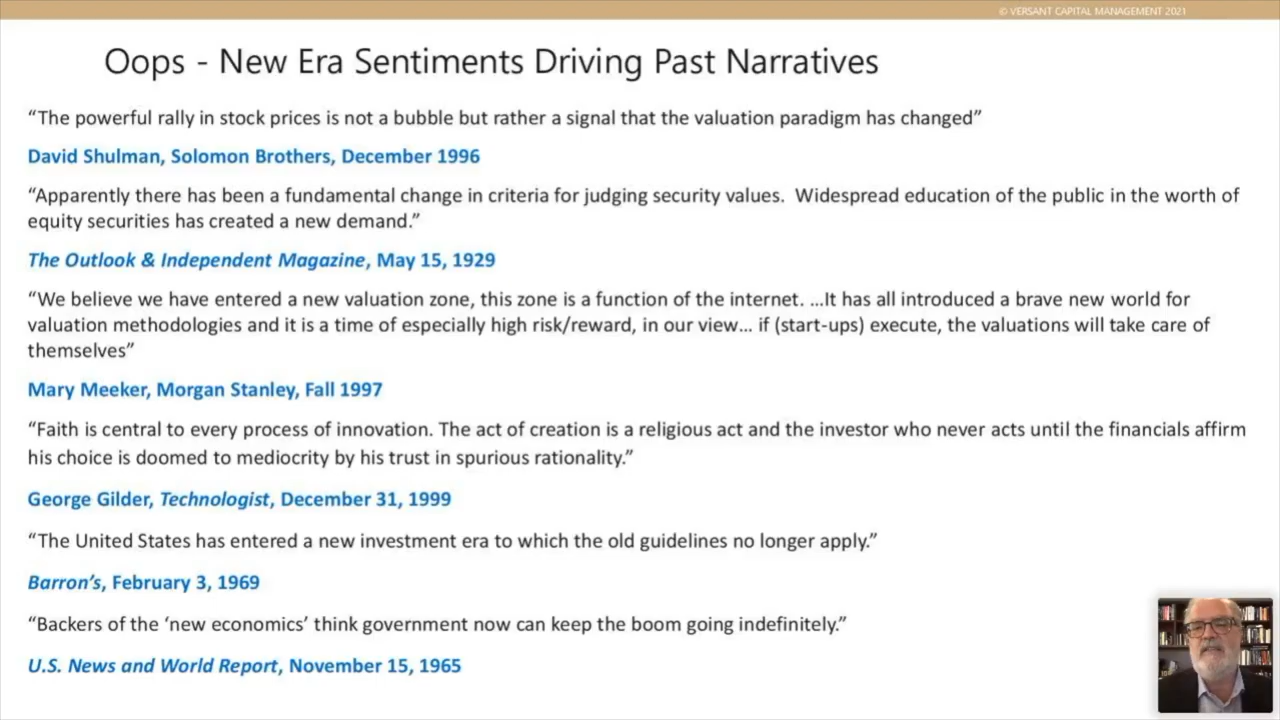 © VERSANT CAPITAL MANAGEMENT 2021
Oops - New Era Sentiments Driving Past Narratives
“The powerful rally in stock prices is not a bubble but rather a signal that the valuation paradigm has changed”
David Shulman, Solomon Brothers, December 1996
“Apparently there has been a fundamental change in criteria for judging security values.  Widespread education of the public in the worth of
equity securities has created a new demand.”
The Outlook & Independent Magazine, May 15, 1929
“We believe we have entered a new valuation zone, this zone is a function of the internet. …It has all introduced a brave new world for
valuation methodologies and it is a time of especially high risk/reward, in our view… if (start-ups) execute, the valuations will take care of
themselves”
Mary Meeker, Morgan Stanley, Fall 1997
“Faith is central to every process of innovation. The act of creation is a religious act and the investor who never acts until the financials affirm
his choice is doomed to mediocrity by his trust in spurious rationality.”
George Gilder, Technologist, December 31, 1999
“The United States has entered a new investment era to which the old guidelines no longer apply.”
Barron’s, February 3, 1969
“Backers of the ‘new economics’ think government now can keep the boom going indefinitely.”
U.S. News and World Report, November 15, 1965